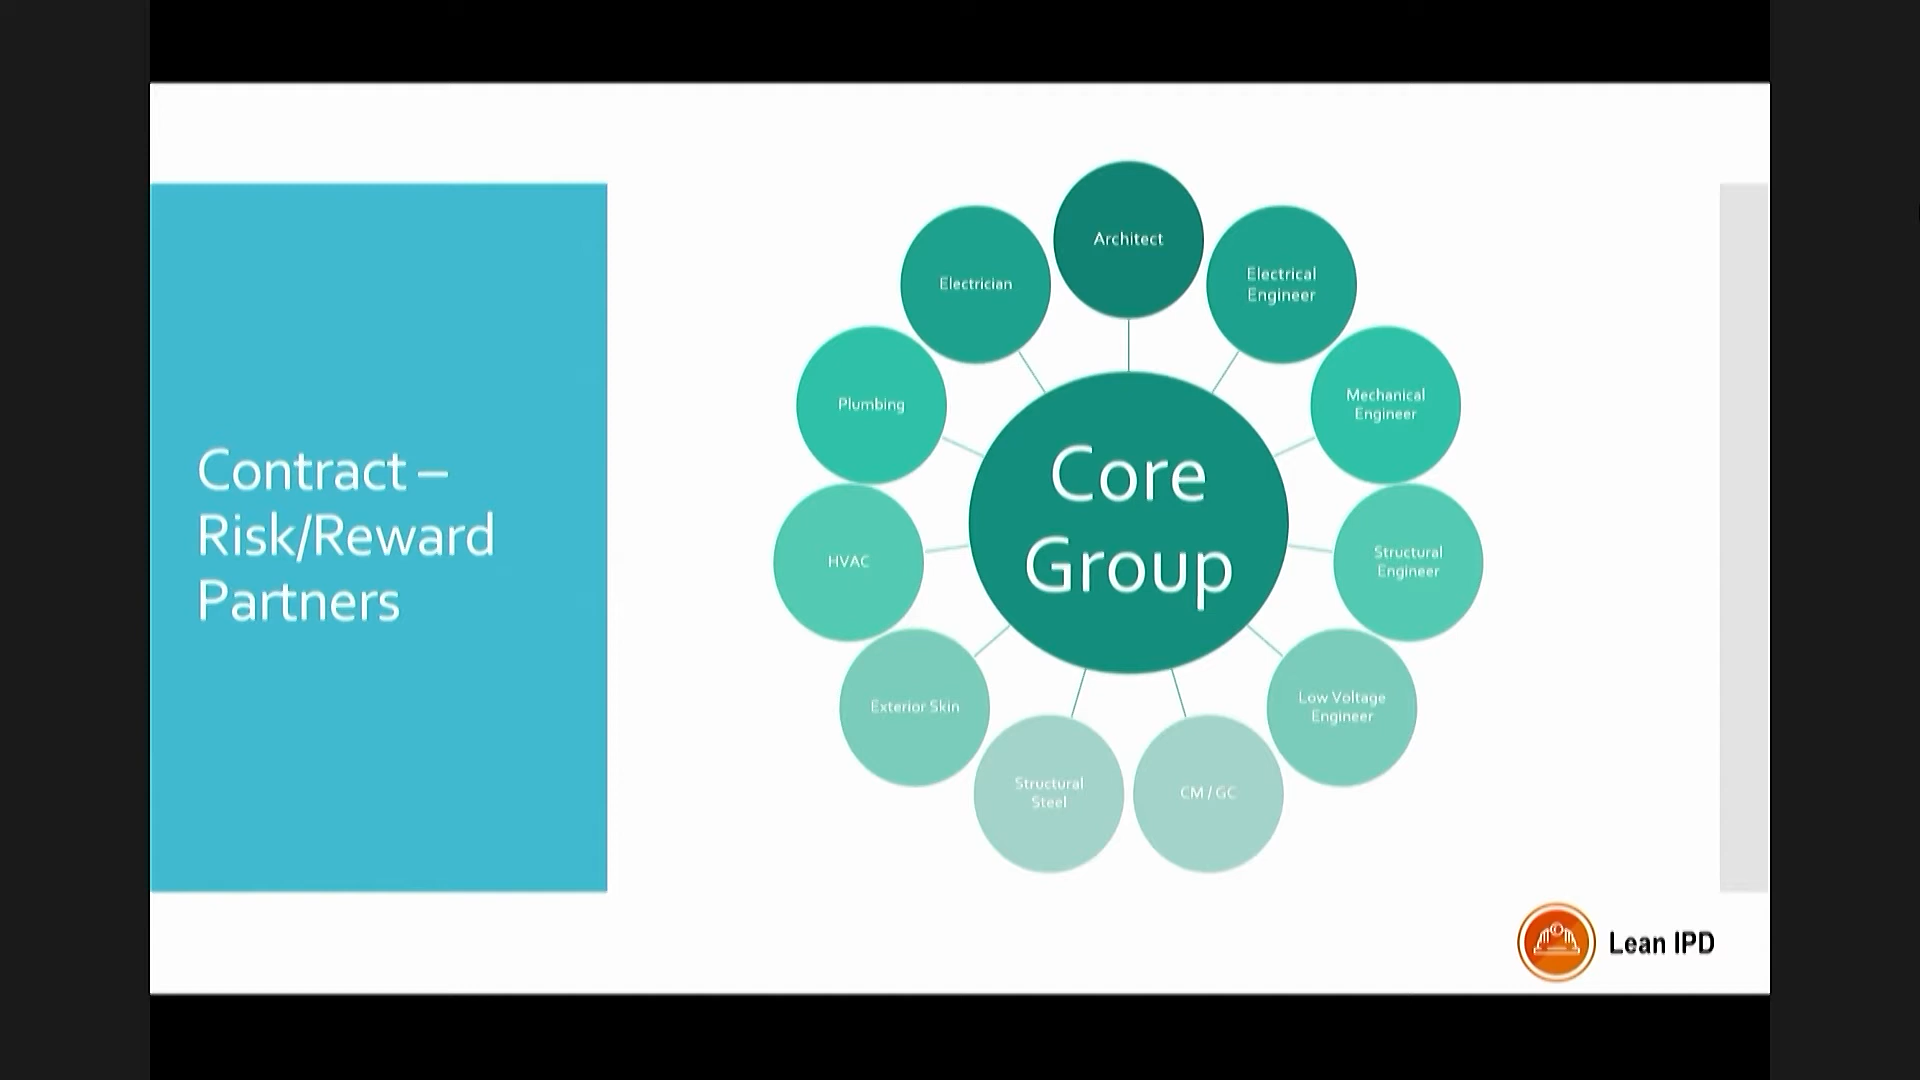 Contract –
Risk/Reward
Partners
Core
Group
Architect
Electrical
Engineer
Mechanical
Engineer
Structural
Engineer
Low Voltage
Engineer
CM / GC
Structural
Steel
Exterior Skin
HVAC
Plumbing
Electrician
Lean IPD